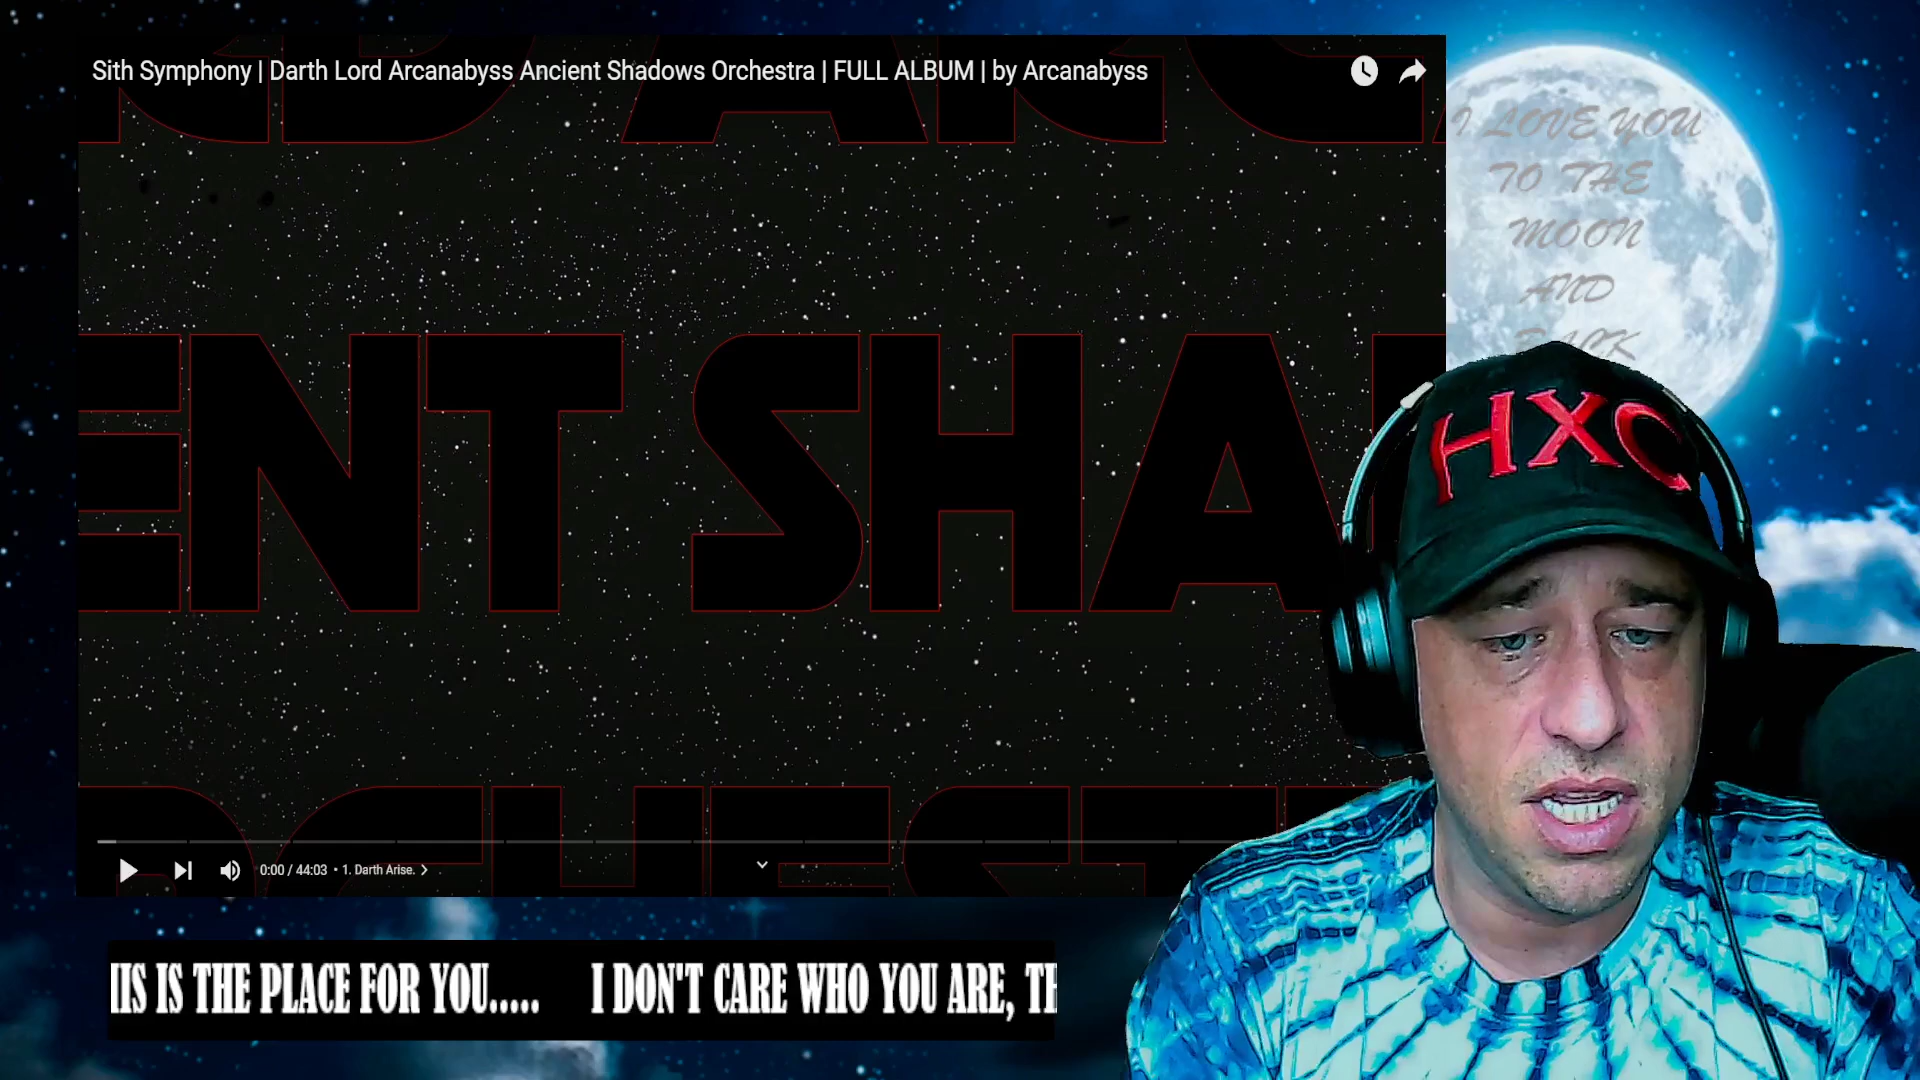 Sith Symphony | Darth Lord Arcanabyss Ancient Shadows Orchestra | FULL ALBUM | by Arcanabyss
I LOVE YOU
TO THE
MOON
AND
BACK
ENT SHA
HXC
0:00 / 44:03 • 1. Darth Arise. >
IS IS THE PLACE FOR YOU..... I DON'T CARE WHO YOU ARE, TH